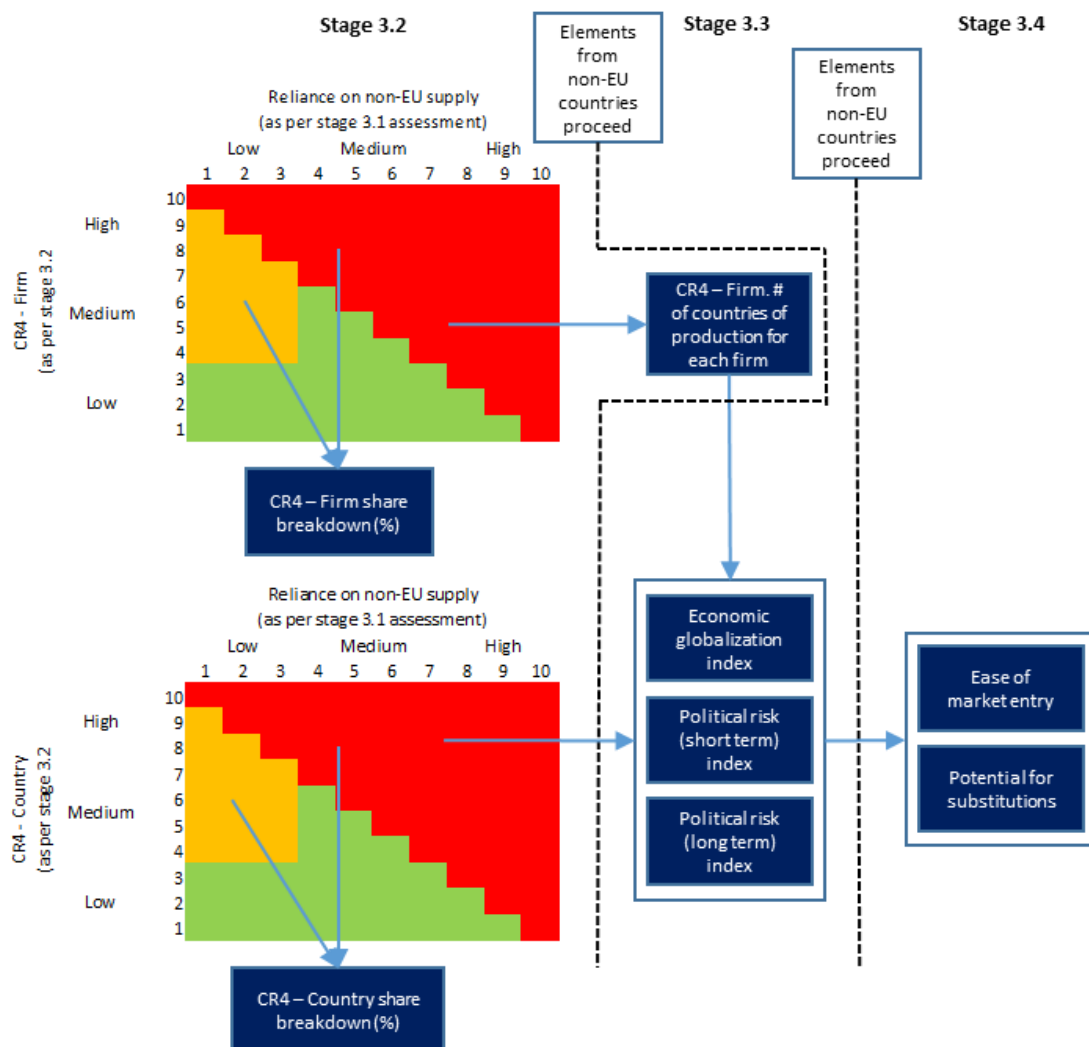 Stage 3.2
Elements
from
non-EU
countries
proceed
Stage 3.3
Elements
from
non-EU
countries
proceed
Stage 3.4
Reliance on non-EU supply
(as per stage 3.1 assessment)
Low Medium High
1 2 3 4 5 6 7 8 9 10
CR4 - Firm
(as per stage 3.2
High
Medium
Low
10
9
8
7
6
5
4
3
2
1
CR4 – Firm. #
of countries of
production for
each firm
CR4 – Firm share
breakdown (%)
Reliance on non-EU supply
(as per stage 3.1 assessment)
Low Medium High
1 2 3 4 5 6 7 8 9 10
CR4 - Country
(as per stage 3.2
High
Medium
Low
10
9
8
7
6
5
4
3
2
1
CR4 – Country share
breakdown (%)
Economic
globalization
index
Political risk
(short term)
index
Political risk
(long term)
index
Ease of
market entry
Potential for
substitutions